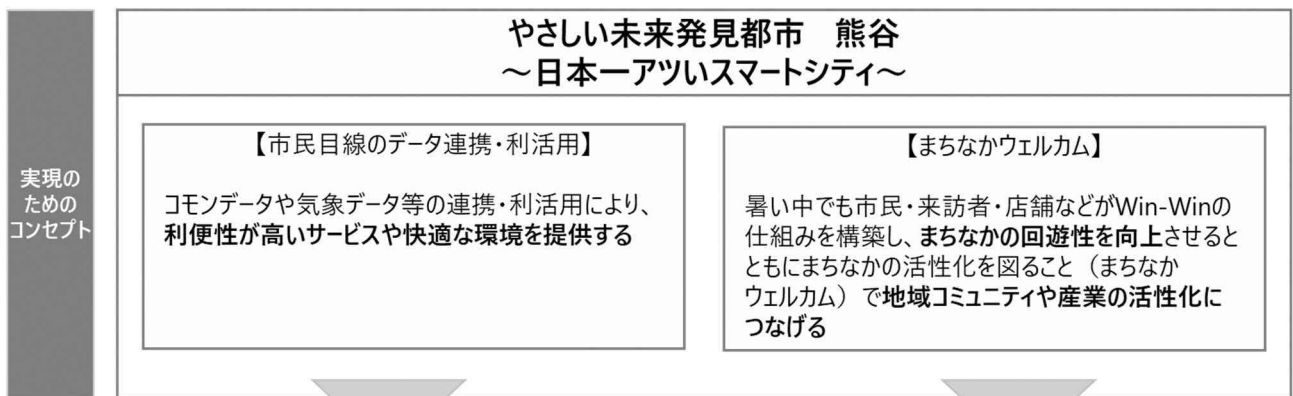 やさしい未来発見都市　熊谷
～日本一アツいスマートシティ～
実現の
ための
コンセプト
【市民目線のデータ連携・利活用】
コモンデータや気象データ等の連携・利活用により、
利便性が高いサービスや快適な環境を提供する
【まちなかウェルカム】
暑い中でも市民・来訪者・店舗などがWin-Winの
仕組みを構築し、まちなかの回遊性を向上させると
ともにまちなかの活性化を図ること（まちなか
ウェルカム）で地域コミュニティや産業の活性化に
つなげる